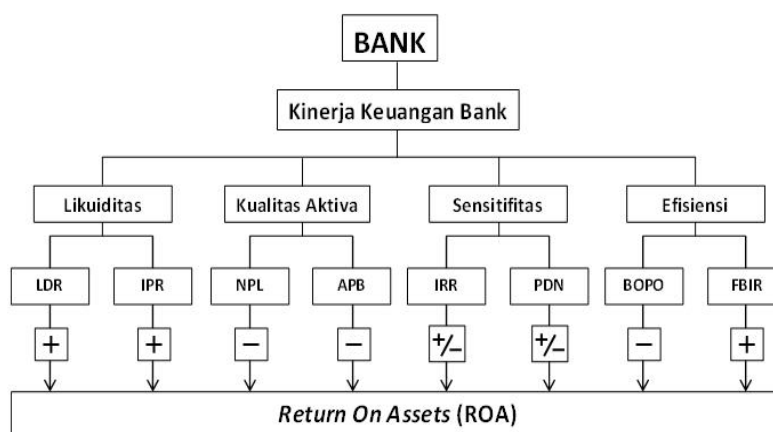 BANK
Kinerja Keuangan Bank
Likuiditas Kualitas Aktiva Sensitifitas Efisiensi
LDR IPR NPL APB IRR PDN BOPO FBIR
+ + − − +/− +/− − +
Return On Assets (ROA)